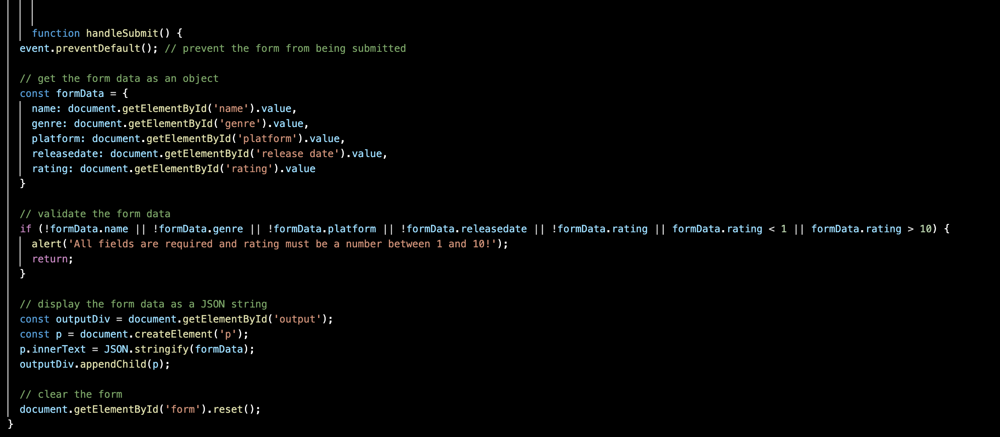 function handleSubmit() {
event.preventDefault(); // prevent the form from being submitted
// get the form data as an object
const formData = {
name: document.getElementById('name').value,
genre: document.getElementById('genre').value,
platform: document.getElementById('platform').value,
releasedate: document.getElementById('release date').value,
rating: document.getElementById('rating').value
}
// validate the form data
if (!formData.name || !formData.genre || !formData.platform || !formData.releasedate || !formData.rating || formData.rating < 1 || formData.rating > 10) {
alert('All fields are required and rating must be a number between 1 and 10!');
return;
}
// display the form data as a JSON string
const outputDiv = document.getElementById('output');
const p = document.createElement('p');
p.innerText = JSON.stringify(formData);
outputDiv.appendChild(p);
// clear the form
document.getElementById('form').reset();
}